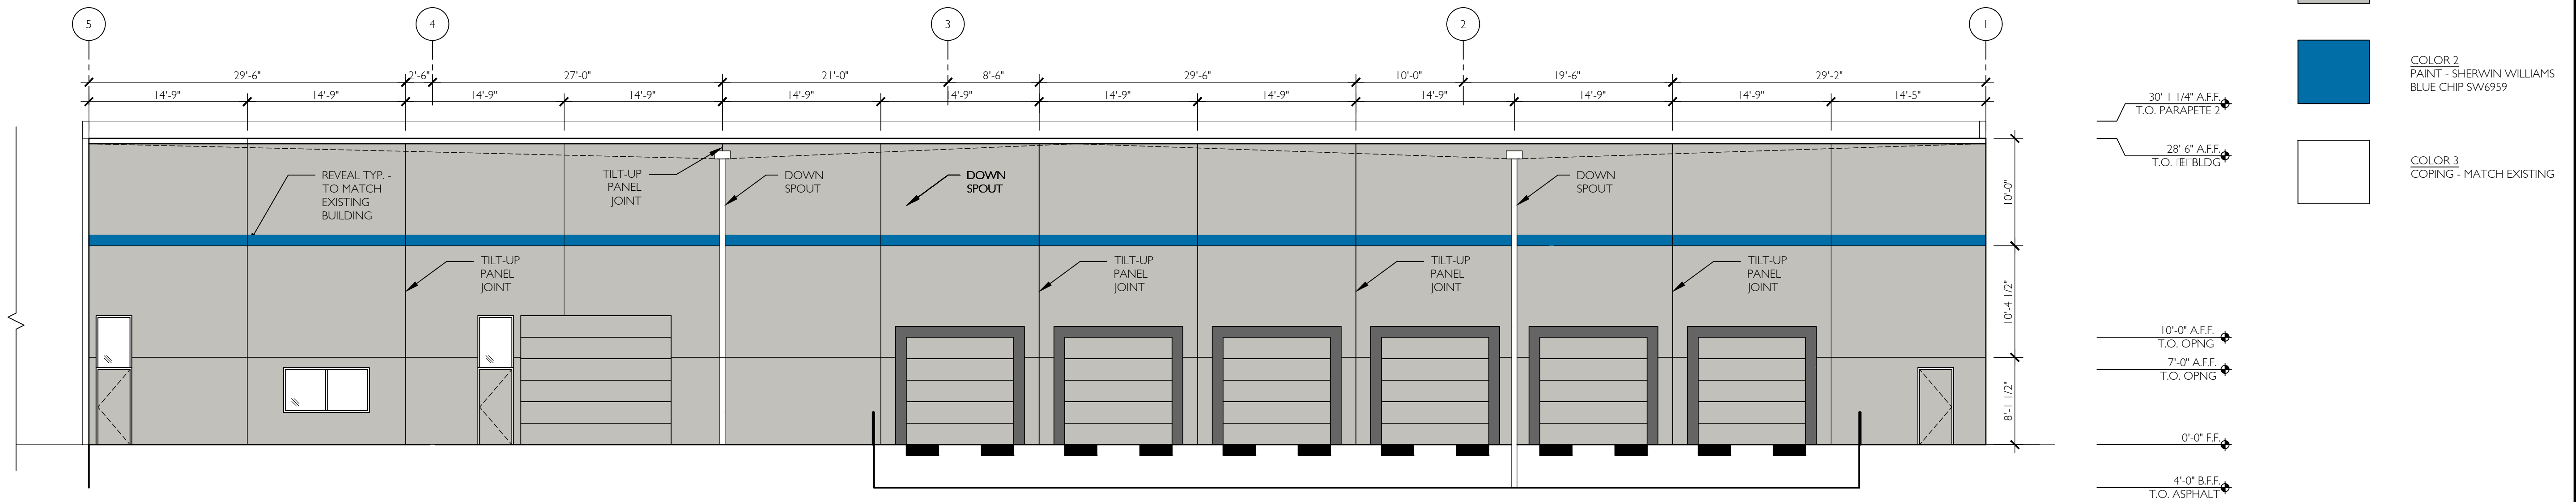 5 4 3 2 1
29'-6" 2'-6" 27'-0" 21'-0" 8'-6" 29'-6" 10'-0" 19'-6" 29'-2"
14'-9" 14'-9" 14'-9" 14'-9" 14'-9" 14'-9" 14'-9" 14'-9" 14'-9" 14'-9" 14'-9" 14'-5"
REVEAL TYP. -
TO MATCH
EXISTING
BUILDING
TILT-UP
PANEL
JOINT
DOWN
SPOUT
DOWN
SPOUT
DOWN
SPOUT
TILT-UP
PANEL
JOINT
TILT-UP
PANEL
JOINT
TILT-UP
PANEL
JOINT
TILT-UP
PANEL
JOINT
10'-0"
10'-4 1/2"
8'-1 1/2"
30' 1 1/4" A.F.F.
T.O. PARAPETE 2
28' 6" A.F.F.
T.O. □E□BLDG
10'-0" A.F.F.
T.O. OPNG
7'-0" A.F.F.
T.O. OPNG
0'-0" F.F.
4'-0" B.F.F.
T.O. ASPHALT
COLOR 2
PAINT - SHERWIN WILLIAMS
BLUE CHIP SW6959
COLOR 3
COPING - MATCH EXISTING